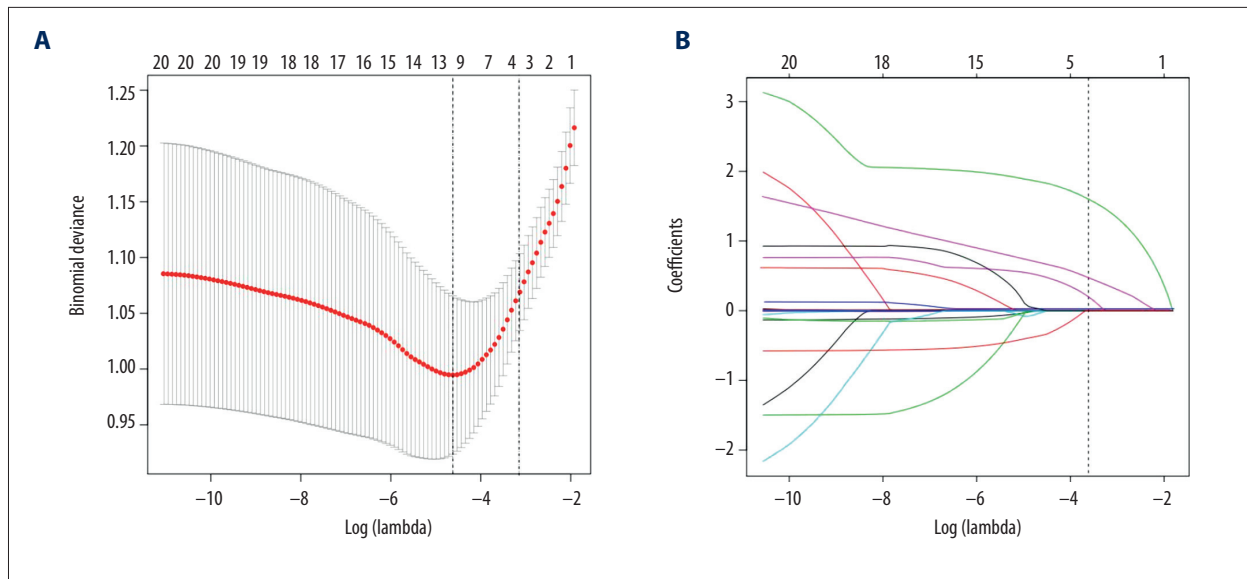 A
20 20 20 19 19 18 18 17 16 15 14 13 9 7 4 3 2 1
1.25
1.20
1.15
1.10
1.05
1.00
0.95
Binomial deviance
−10 −8 −6 −4 −2
Log (lambda)
B
20 18 15 5 1
3
2
1
0
−1
−2
Coefficients
−10 −8 −6 −4 −2
Log (lambda)